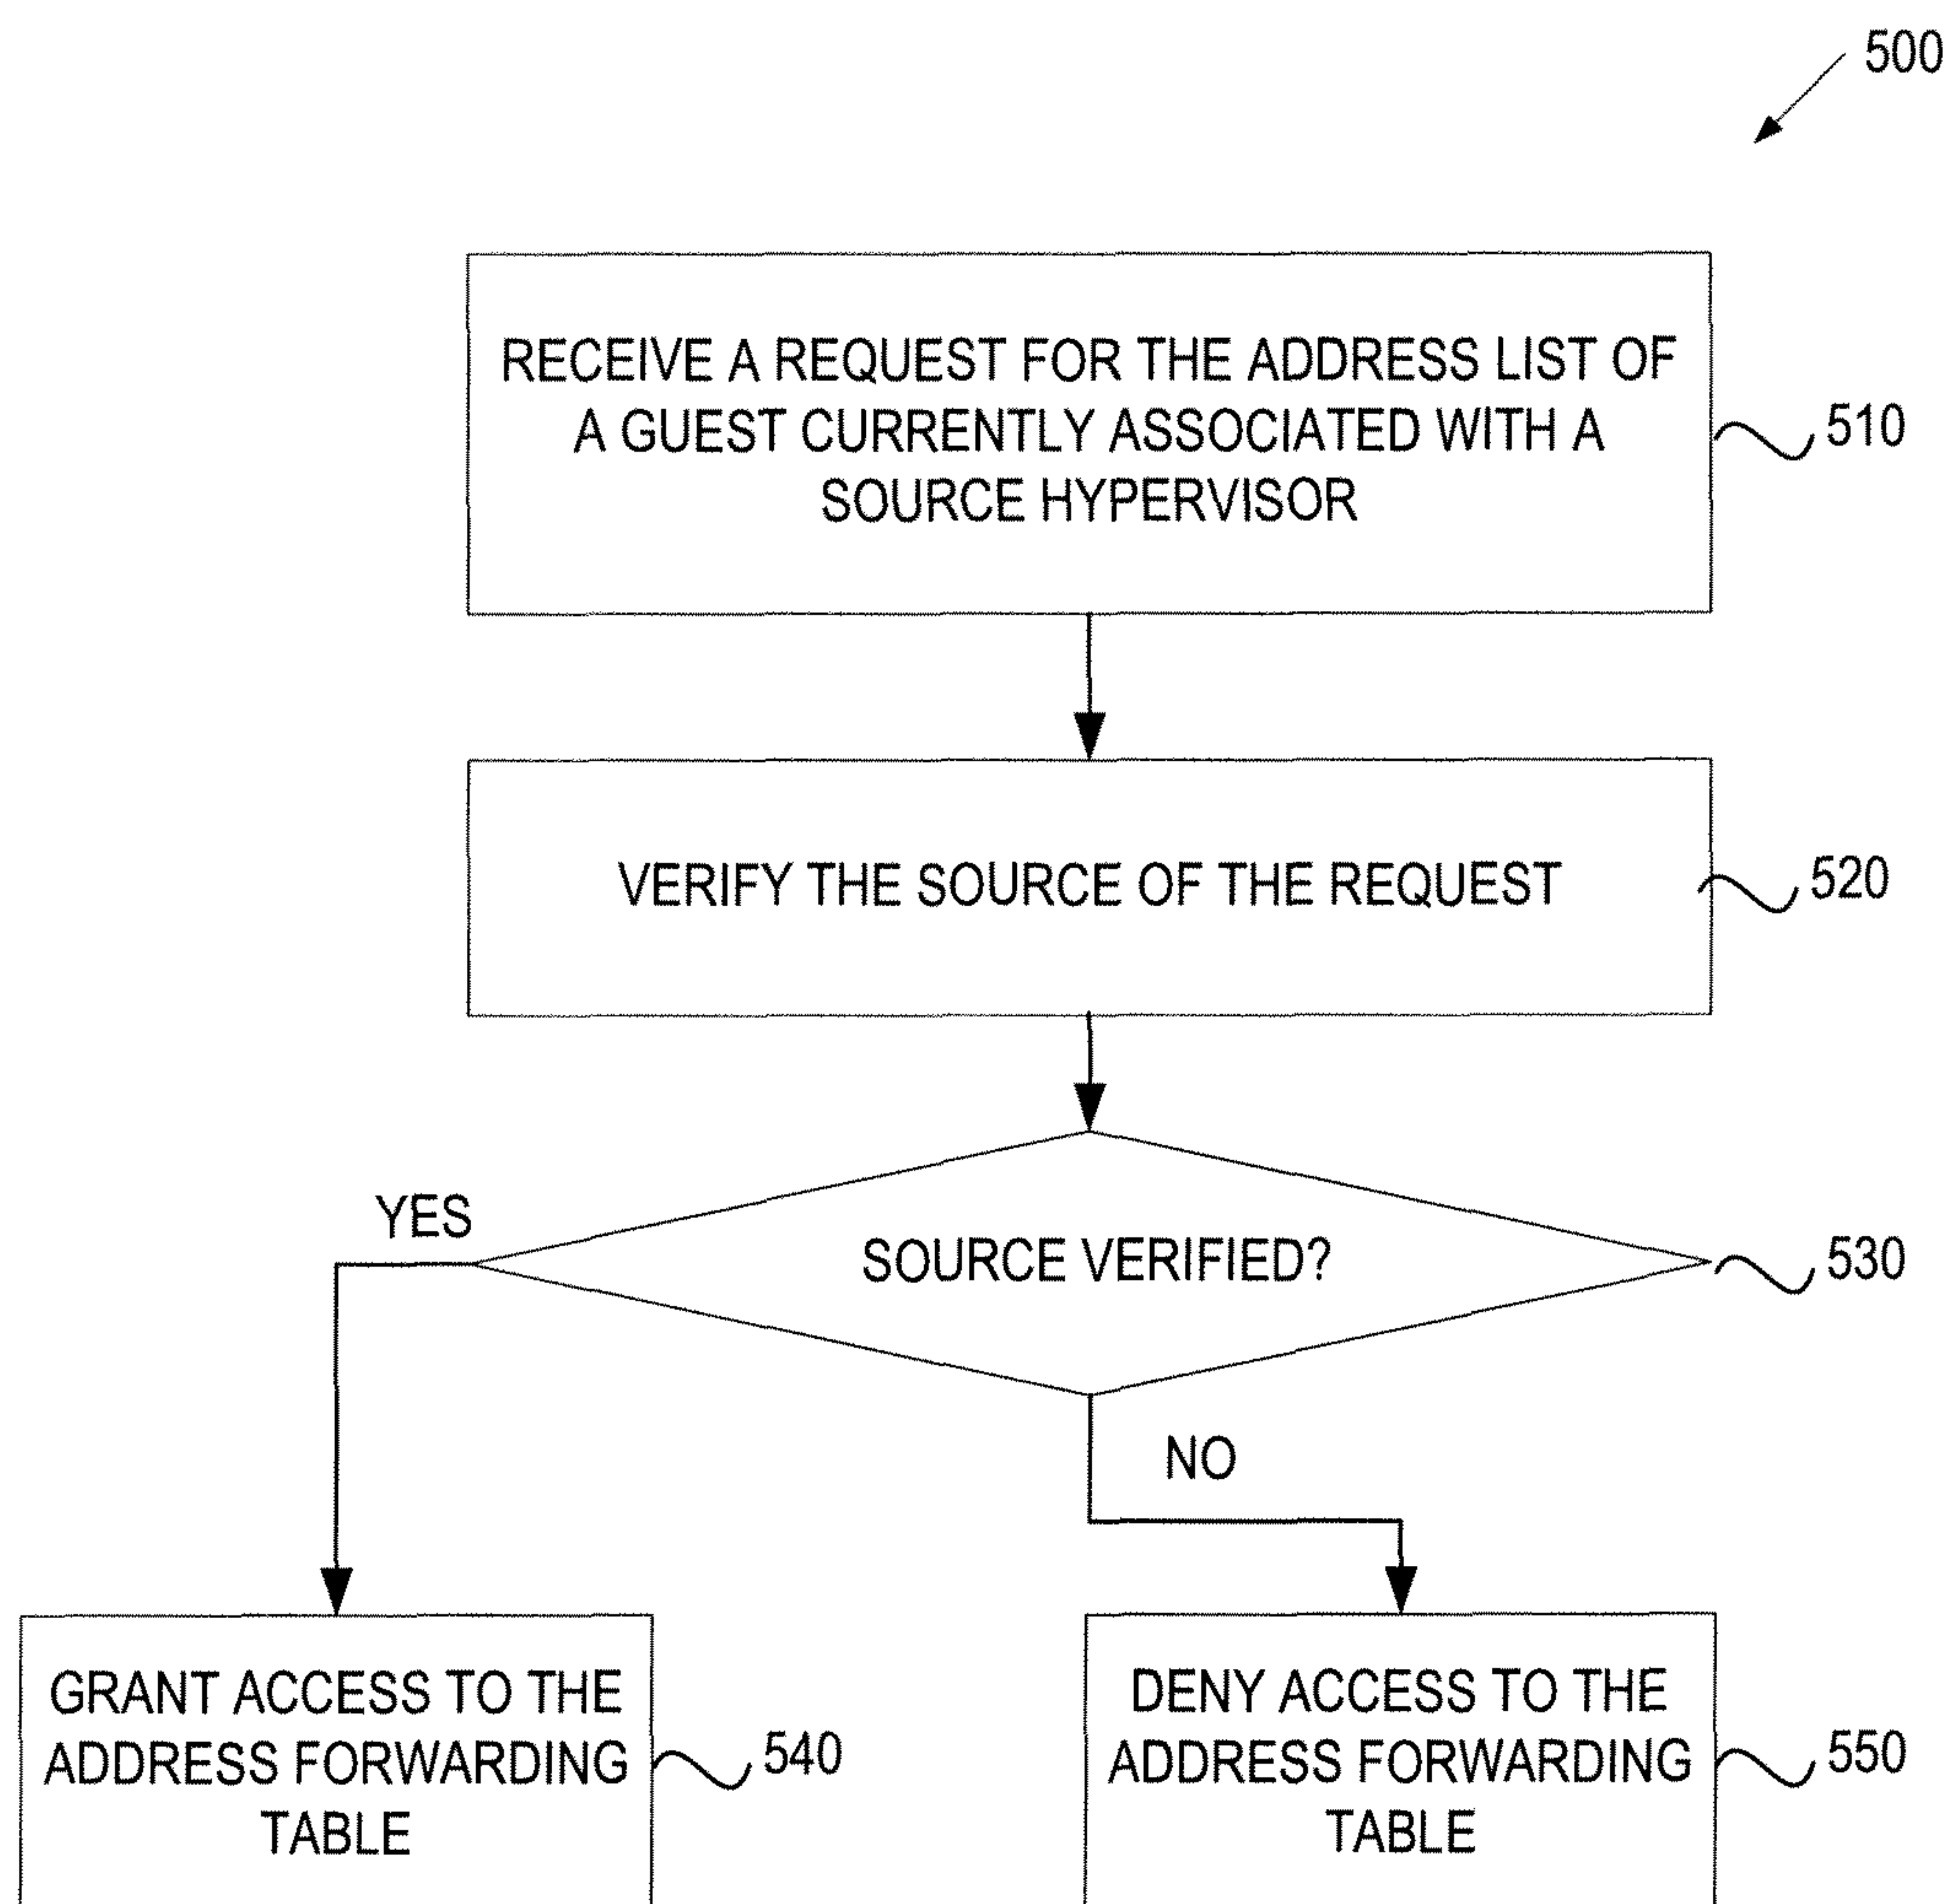 500
RECEIVE A REQUEST FOR THE ADDRESS LIST OF
A GUEST CURRENTLY ASSOCIATED WITH A
SOURCE HYPERVISOR
510
VERIFY THE SOURCE OF THE REQUEST
520
YES
SOURCE VERIFIED?
530
NO
GRANT ACCESS TO THE
ADDRESS FORWARDING
TABLE
540
DENY ACCESS TO THE
ADDRESS FORWARDING
TABLE
550